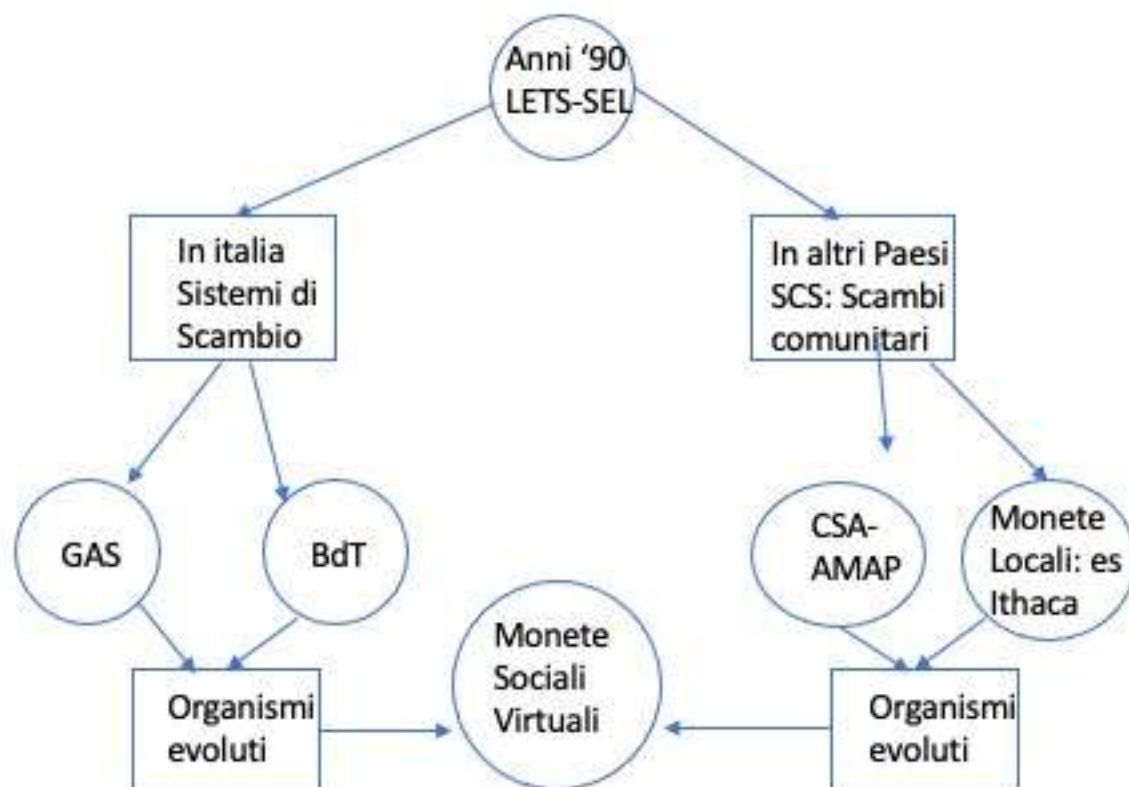 Anni ‘90
LETS-SEL
In italia
Sistemi di
Scambio
In altri Paesi
SCS: Scambi
comunitari
GAS
BdT
CSA-
AMAP
Monete
Locali: es
Ithaca
Monete
Sociali
Virtuali
Organismi
evoluti
Organismi
evoluti